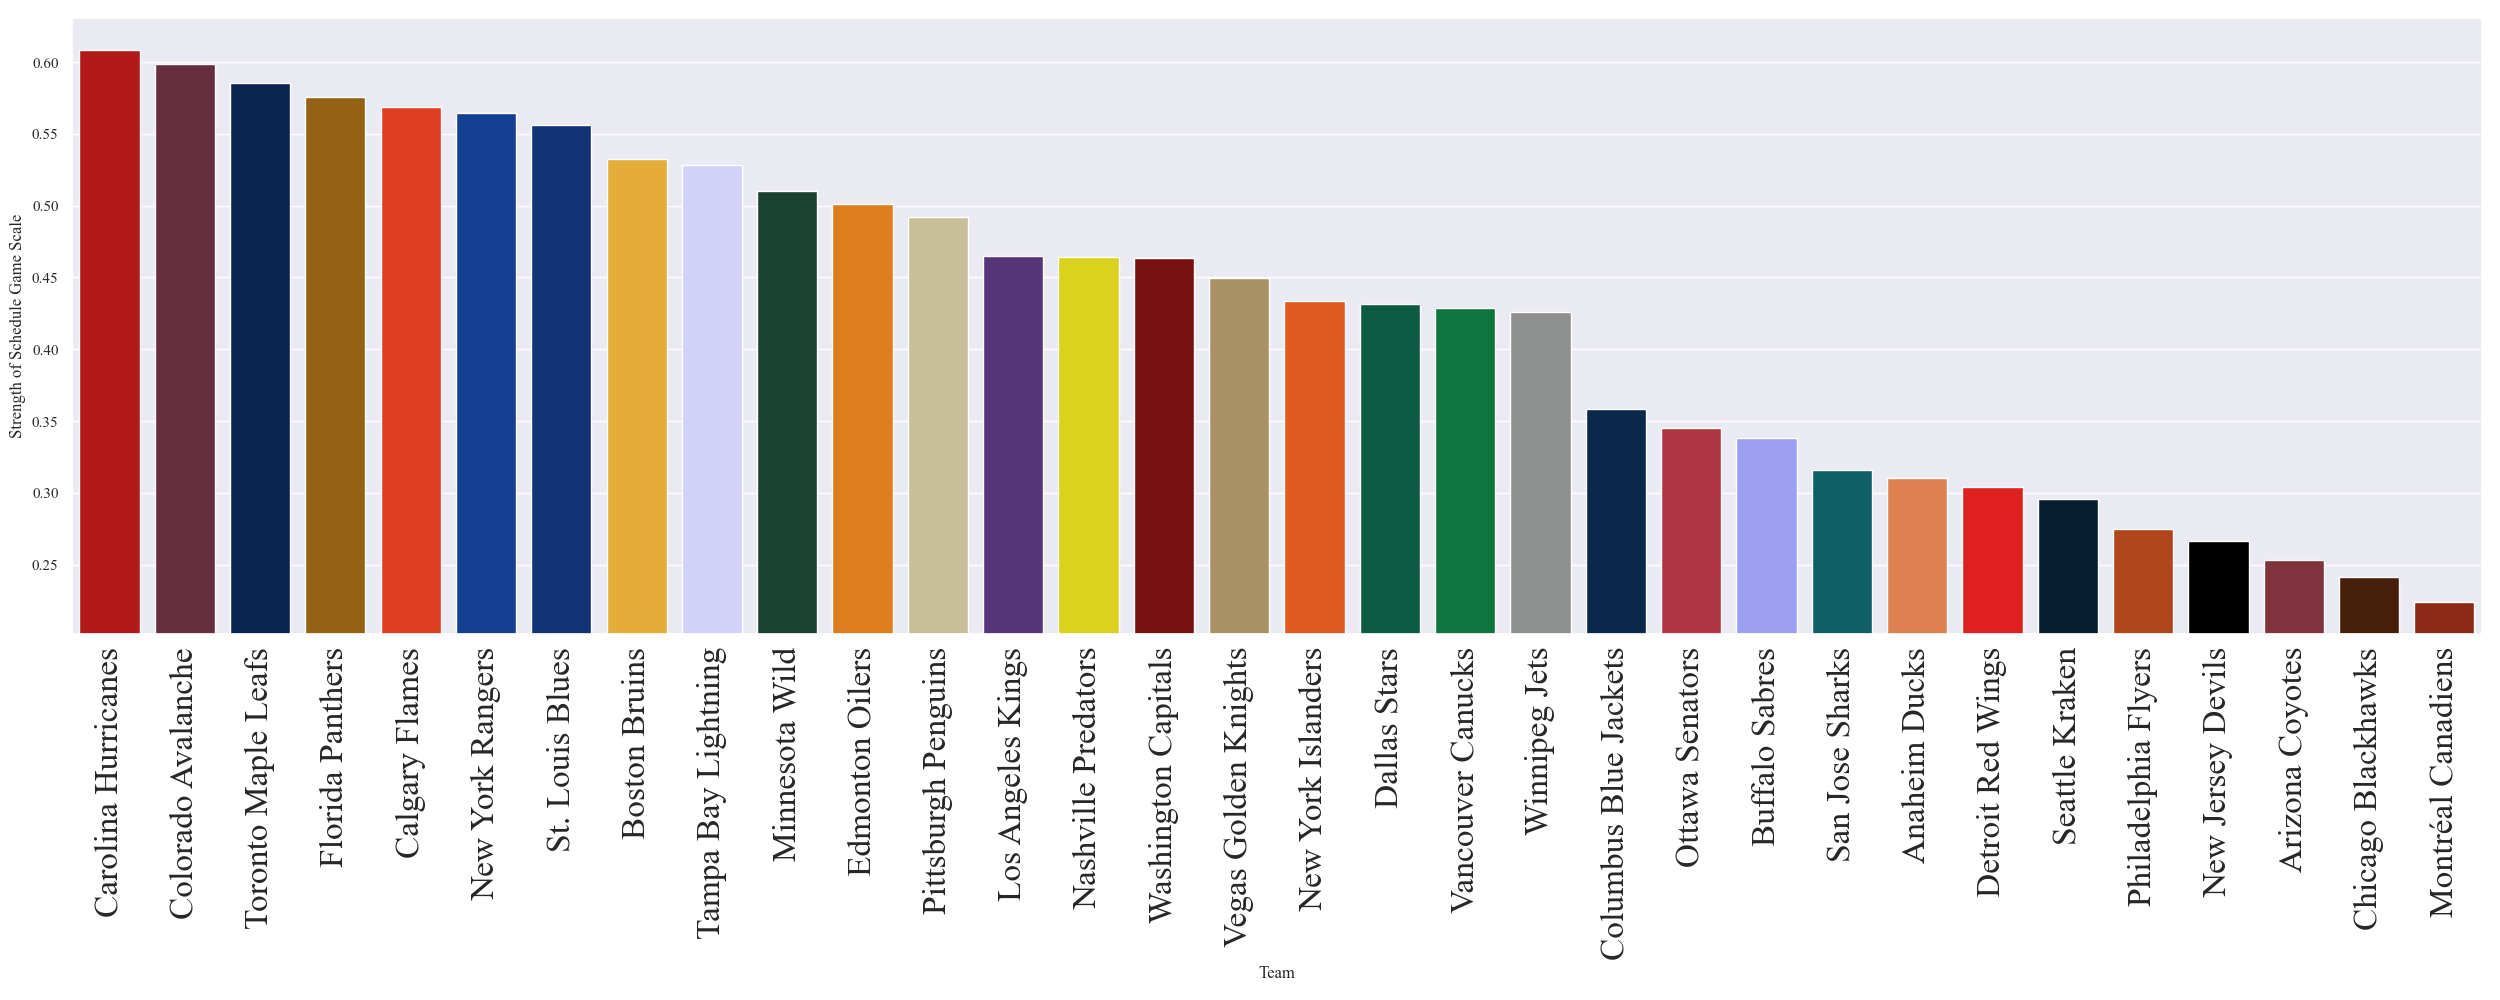 Strength of Schedule Game Scale
0.60
0.55
0.50
0.45
0.40
0.35
0.30
0.25
Carolina Hurricanes
Colorado Avalanche
Toronto Maple Leafs
Florida Panthers
Calgary Flames
New York Rangers
St. Louis Blues
Boston Bruins
Tampa Bay Lightning
Minnesota Wild
Edmonton Oilers
Pittsburgh Penguins
Los Angeles Kings
Nashville Predators
Washington Capitals
Vegas Golden Knights
New York Islanders
Dallas Stars
Vancouver Canucks
Winnipeg Jets
Columbus Blue Jackets
Ottawa Senators
Buffalo Sabres
San Jose Sharks
Anaheim Ducks
Detroit Red Wings
Seattle Kraken
Philadelphia Flyers
New Jersey Devils
Arizona Coyotes
Chicago Blackhawks
Montréal Canadiens
Team